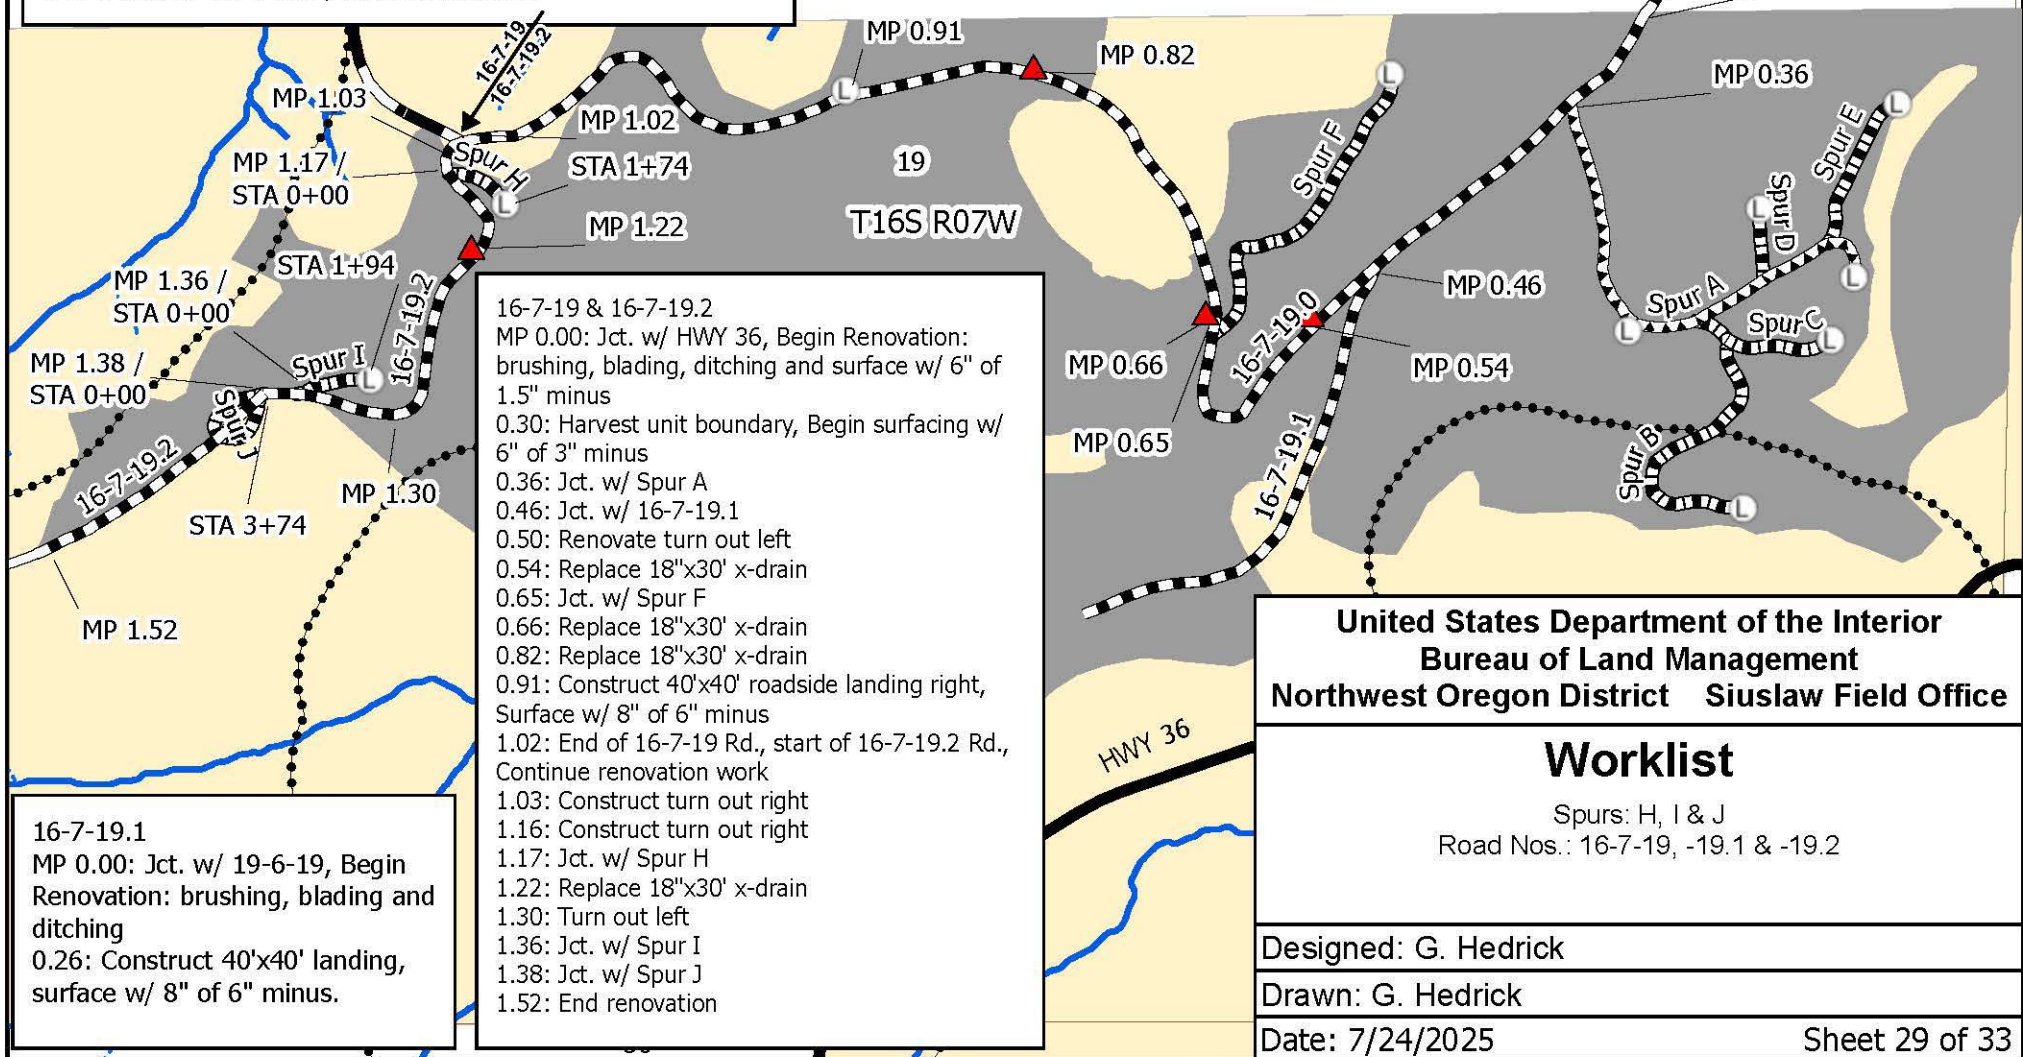 16-7-19
16-7-19.2
MP 0.91
MP 0.82
MP 0.36
MP 1.03
MP 1.02
MP 1.17 /
STA 0+00
Spur H
STA 1+74
19
T16S R07W
Spur F
Spur E
Spur D
MP 1.22
STA 1+94
MP 1.36 /
STA 0+00
16-7-19.2
MP 0.46
Spur A
Spur C
MP 1.38 /
STA 0+00
Spur I
Spur J
16-7-19.0
MP 0.66
MP 0.54
MP 0.65
16-7-19.1
Spur B
16-7-19.2
MP 1.30
STA 3+74
MP 1.52
16-7-19 & 16-7-19.2
MP 0.00: Jct. w/ HWY 36, Begin Renovation:
brushing, blading, ditching and surface w/ 6" of
1.5" minus
0.30: Harvest unit boundary, Begin surfacing w/
6" of 3" minus
0.36: Jct. w/ Spur A
0.46: Jct. w/ 16-7-19.1
0.50: Renovate turn out left
0.54: Replace 18"x30' x-drain
0.65: Jct. w/ Spur F
0.66: Replace 18"x30' x-drain
0.82: Replace 18"x30' x-drain
0.91: Construct 40'x40' roadside landing right,
Surface w/ 8" of 6" minus
1.02: End of 16-7-19 Rd., start of 16-7-19.2 Rd.,
Continue renovation work
1.03: Construct turn out right
1.16: Construct turn out right
1.17: Jct. w/ Spur H
1.22: Replace 18"x30' x-drain
1.30: Turn out left
1.36: Jct. w/ Spur I
1.38: Jct. w/ Spur J
1.52: End renovation
16-7-19.1
MP 0.00: Jct. w/ 19-6-19, Begin
Renovation: brushing, blading and
ditching
0.26: Construct 40'x40' landing,
surface w/ 8" of 6" minus.
HWY 36
United States Department of the Interior
Bureau of Land Management
Northwest Oregon District Siuslaw Field Office
Worklist
Spurs: H, I & J
Road Nos.: 16-7-19, -19.1 & -19.2
Designed: G. Hedrick
Drawn: G. Hedrick
Date: 7/24/2025 Sheet 29 of 33
L
L
L
L
L
L
L
L
L
L